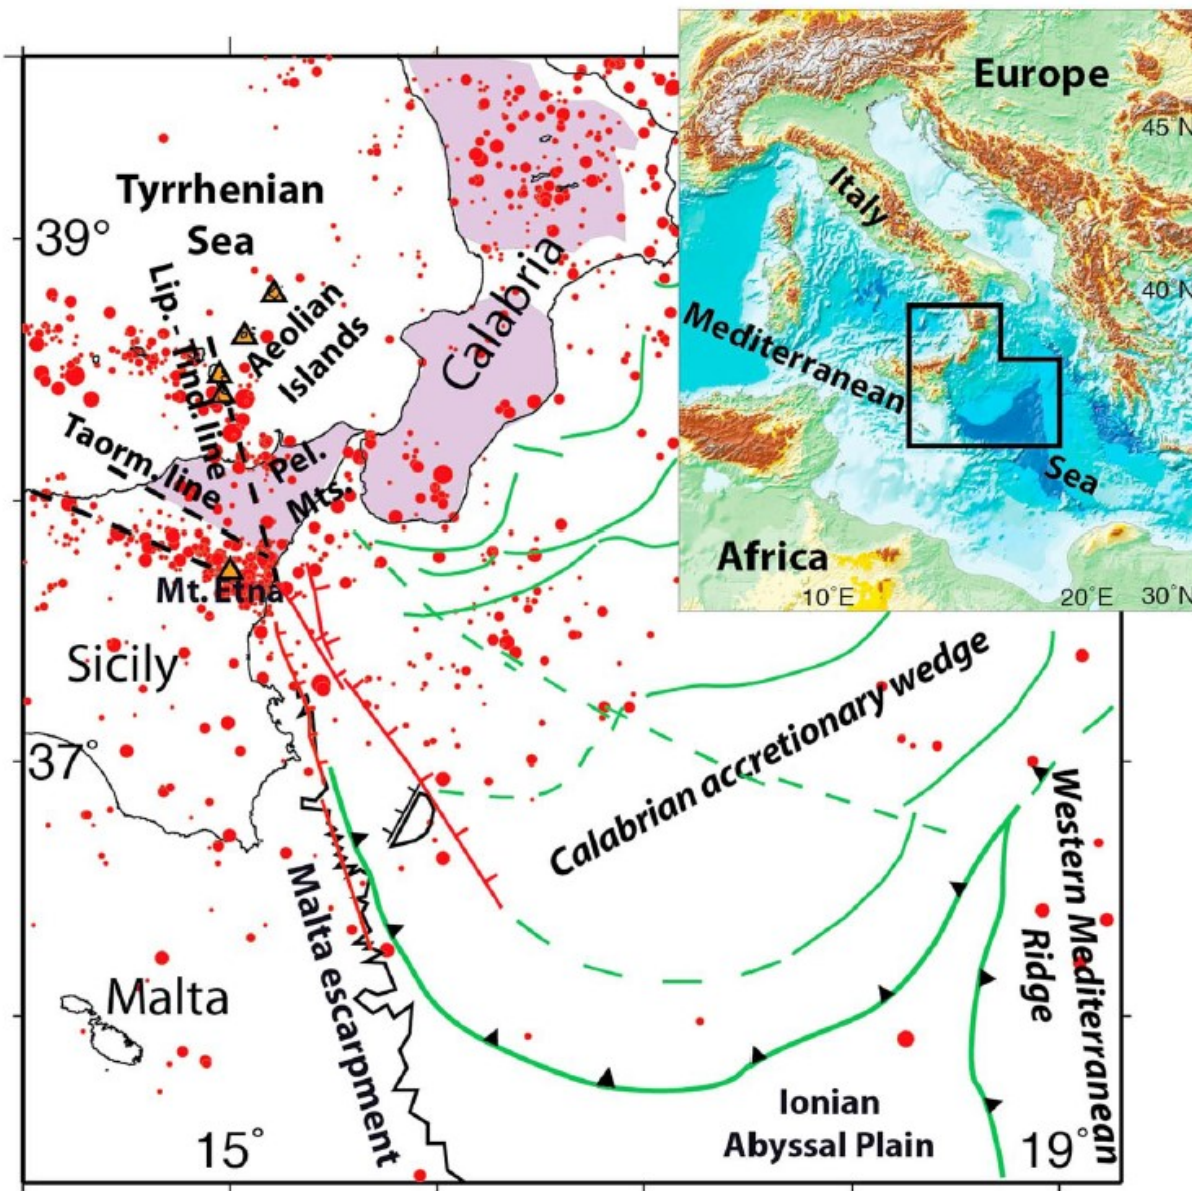 Europe
45 N
Tyrrhenian
Sea
Italy
39°
40 N
Lip.-Tind. line
Aeolian
Islands
Calabria
Mediterranean
Sea
Taorm. line
Pel.
Mts.
Africa
10°E
20°E
30°N
Mt. Etna
Sicily
Calabrian accretionary wedge
37°
Western Mediterranean
Ridge
Malta escarpment
Malta
Ionian
Abyssal Plain
15°
19°